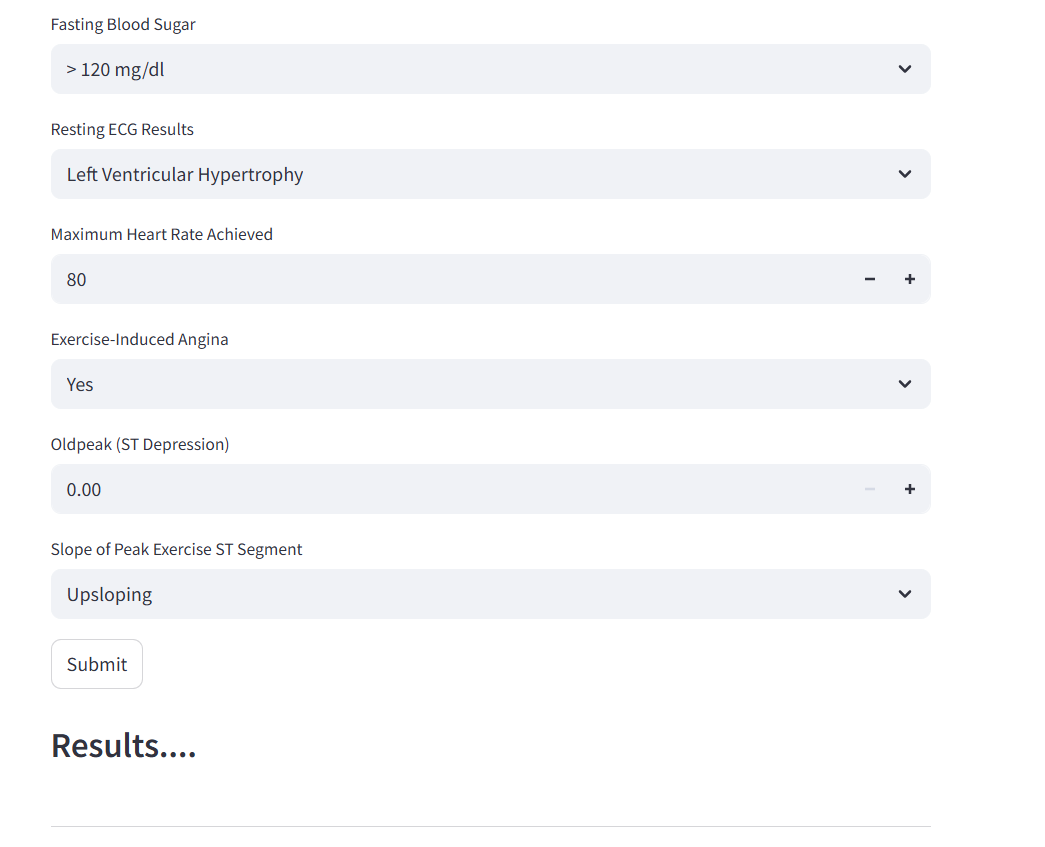 Fasting Blood Sugar
> 120 mg/dl
Resting ECG Results
Left Ventricular Hypertrophy
Maximum Heart Rate Achieved
80
Exercise-Induced Angina
Yes
Oldpeak (ST Depression)
0.00
Slope of Peak Exercise ST Segment
Upsloping
Submit
Results....